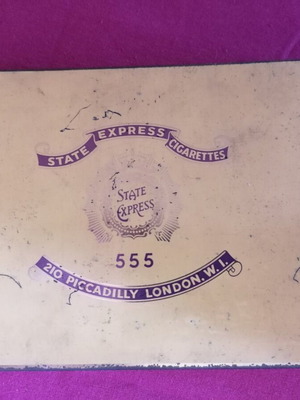 STATE EXPRESS CIGARETTES
STATE
EXPRESS
555
210 PICCADILLY LONDON. W. 1.